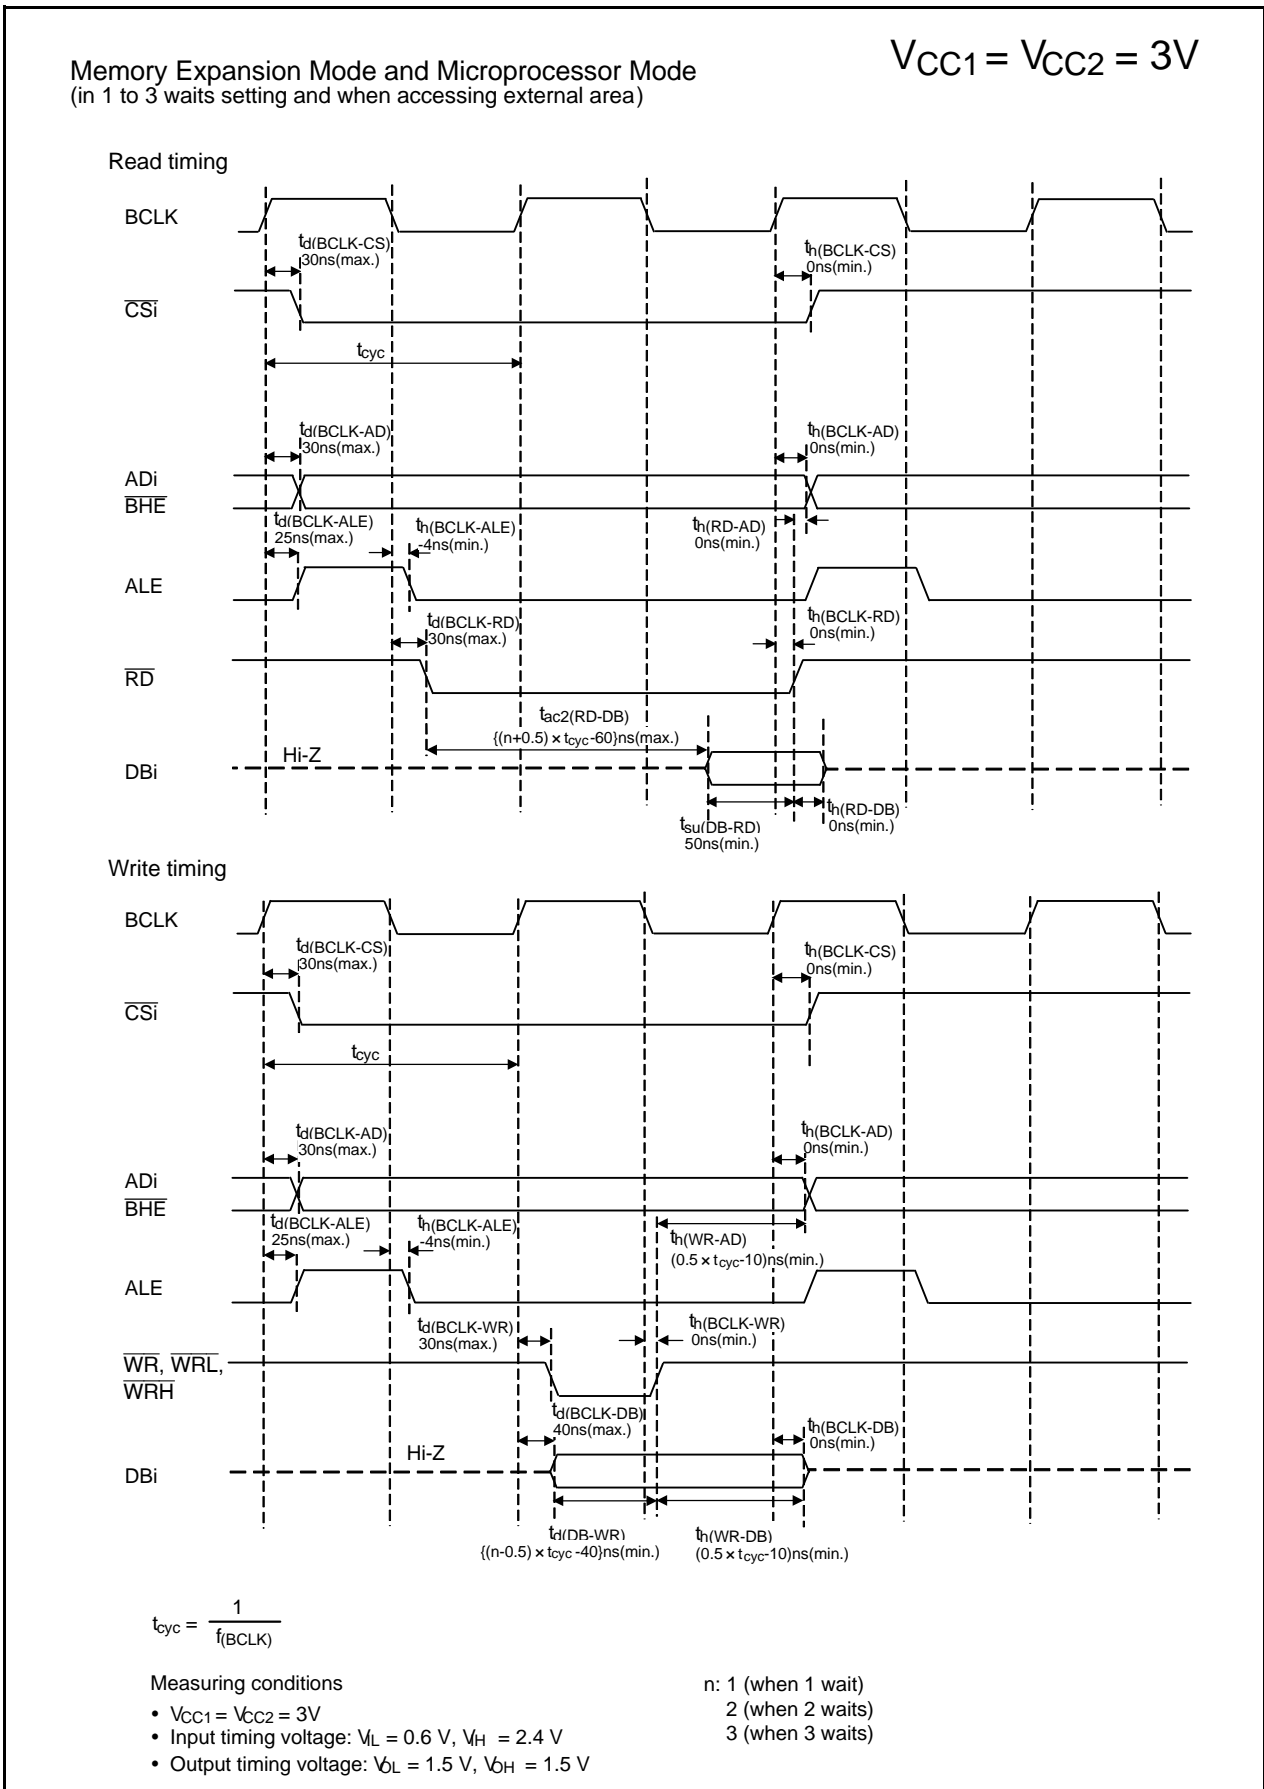 VCC1 = VCC2 = 3V
Memory Expansion Mode and Microprocessor Mode
(in 1 to 3 waits setting and when accessing external area)
Read timing
BCLK
td(BCLK-CS)
30ns(max.)
th(BCLK-CS)
0ns(min.)
CSi
tcyc
td(BCLK-AD)
30ns(max.)
th(BCLK-AD)
0ns(min.)
ADi
BHE
td(BCLK-ALE)
25ns(max.)
th(BCLK-ALE)
-4ns(min.)
th(RD-AD)
0ns(min.)
ALE
td(BCLK-RD)
30ns(max.)
th(BCLK-RD)
0ns(min.)
RD
tac2(RD-DB)
{(n+0.5) × tcyc-60}ns(max.)
Hi-Z
DBi
tsu(DB-RD)
50ns(min.)
th(RD-DB)
0ns(min.)
Write timing
BCLK
td(BCLK-CS)
30ns(max.)
th(BCLK-CS)
0ns(min.)
CSi
tcyc
td(BCLK-AD)
30ns(max.)
th(BCLK-AD)
0ns(min.)
ADi
BHE
td(BCLK-ALE)
25ns(max.)
th(BCLK-ALE)
-4ns(min.)
th(WR-AD)
(0.5 × tcyc-10)ns(min.)
ALE
td(BCLK-WR)
30ns(max.)
th(BCLK-WR)
0ns(min.)
WR, WRL,
WRH
td(BCLK-DB)
40ns(max.)
th(BCLK-DB)
0ns(min.)
Hi-Z
DBi
td(DB-WR)
{(n-0.5) × tcyc -40}ns(min.)
th(WR-DB)
(0.5 × tcyc-10)ns(min.)
tcyc = 1
f(BCLK)
Measuring conditions
• VCC1 = VCC2 = 3V
• Input timing voltage: VIL = 0.6 V, VIH = 2.4 V
• Output timing voltage: VOL = 1.5 V, VOH = 1.5 V
n: 1 (when 1 wait)
2 (when 2 waits)
3 (when 3 waits)